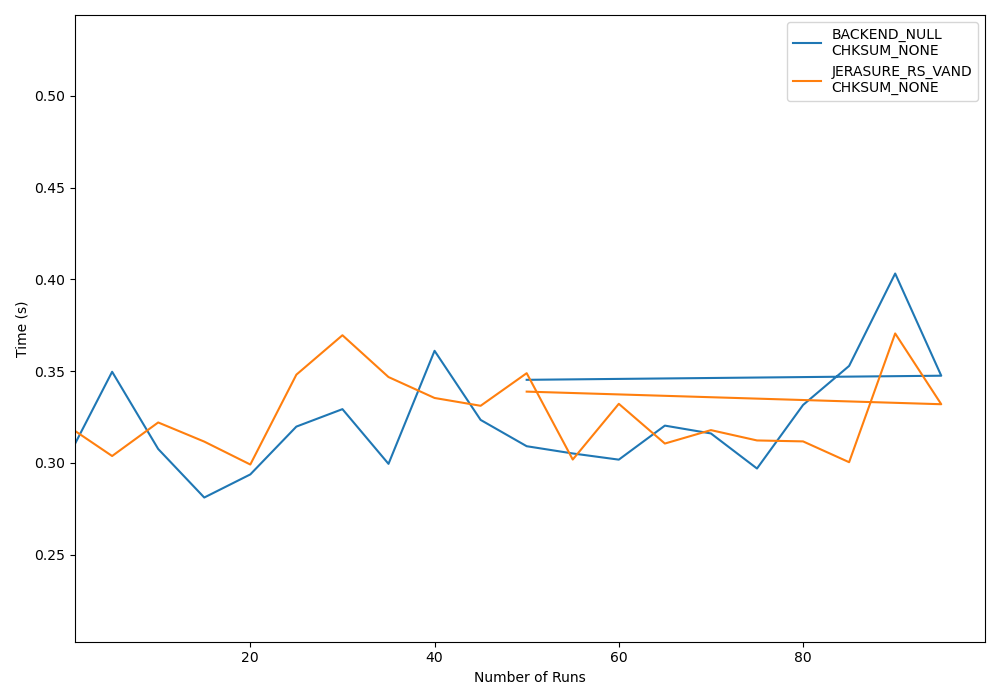 BACKEND_NULL
CHKSUM_NONE
JERASURE_RS_VAND
CHKSUM_NONE
0.50
0.45
0.40
0.35
0.30
0.25
Time (s)
20
40
60
80
Number of Runs